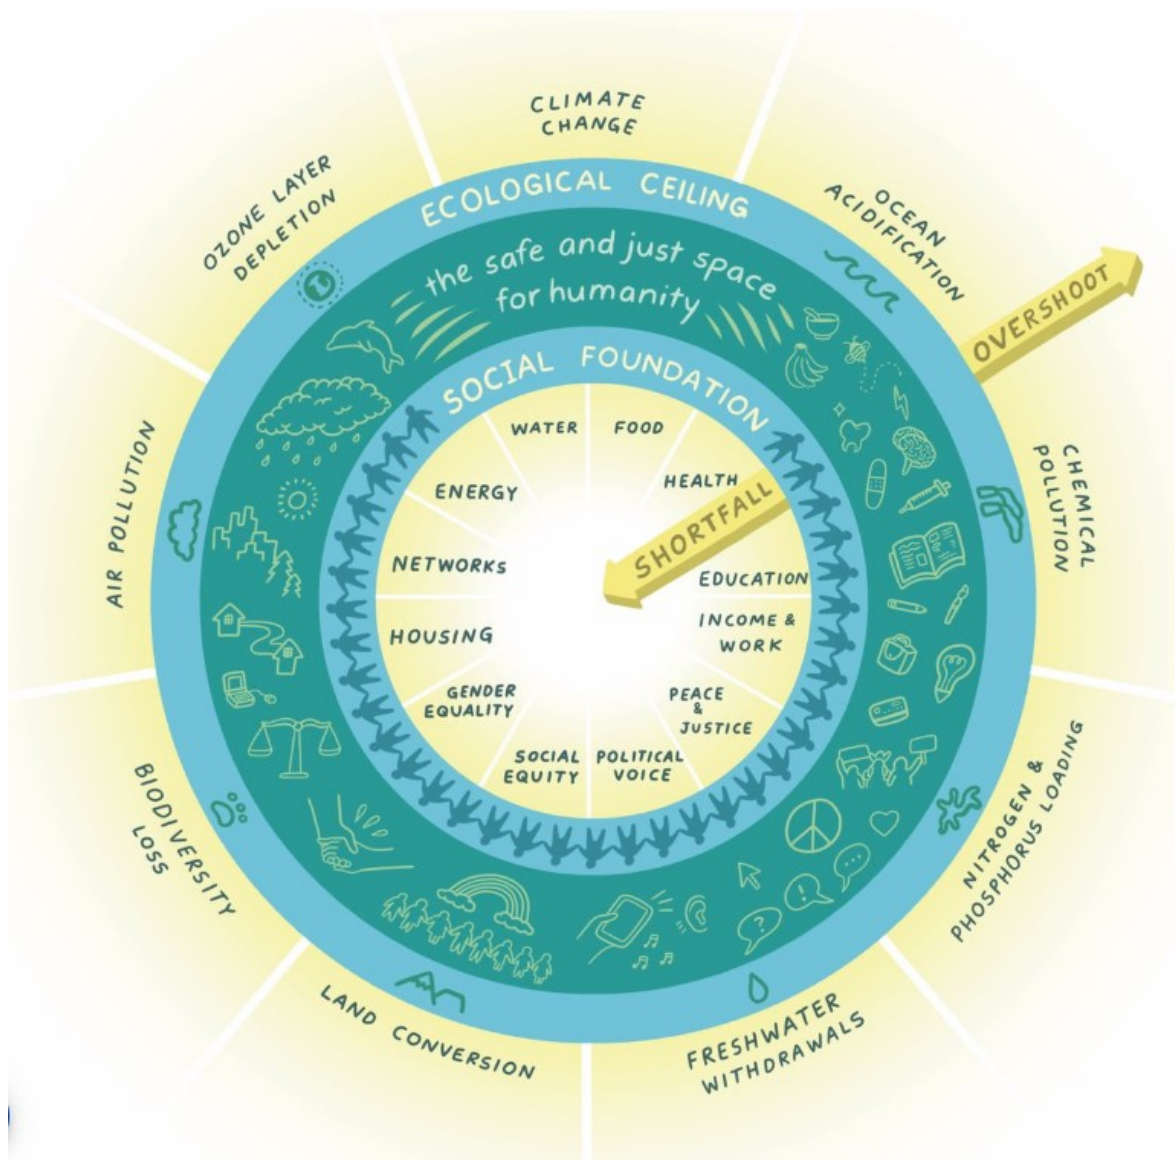 CLIMATE
CHANGE
OCEAN
ACIDIFICATION
OVERSHOOT
CHEMICAL
POLLUTION
NITROGEN &
PHOSPHORUS LOADING
FRESHWATER
WITHDRAWALS
LAND CONVERSION
BIODIVERSITY
LOSS
AIR POLLUTION
OZONE LAYER
DEPLETION
ECOLOGICAL CEILING
the safe and just space
for humanity
SOCIAL FOUNDATION
WATER
FOOD
HEALTH
SHORTFALL
EDUCATION
INCOME &
WORK
PEACE
&
JUSTICE
POLITICAL
VOICE
SOCIAL
EQUITY
GENDER
EQUALITY
HOUSING
NETWORKS
ENERGY
?
!